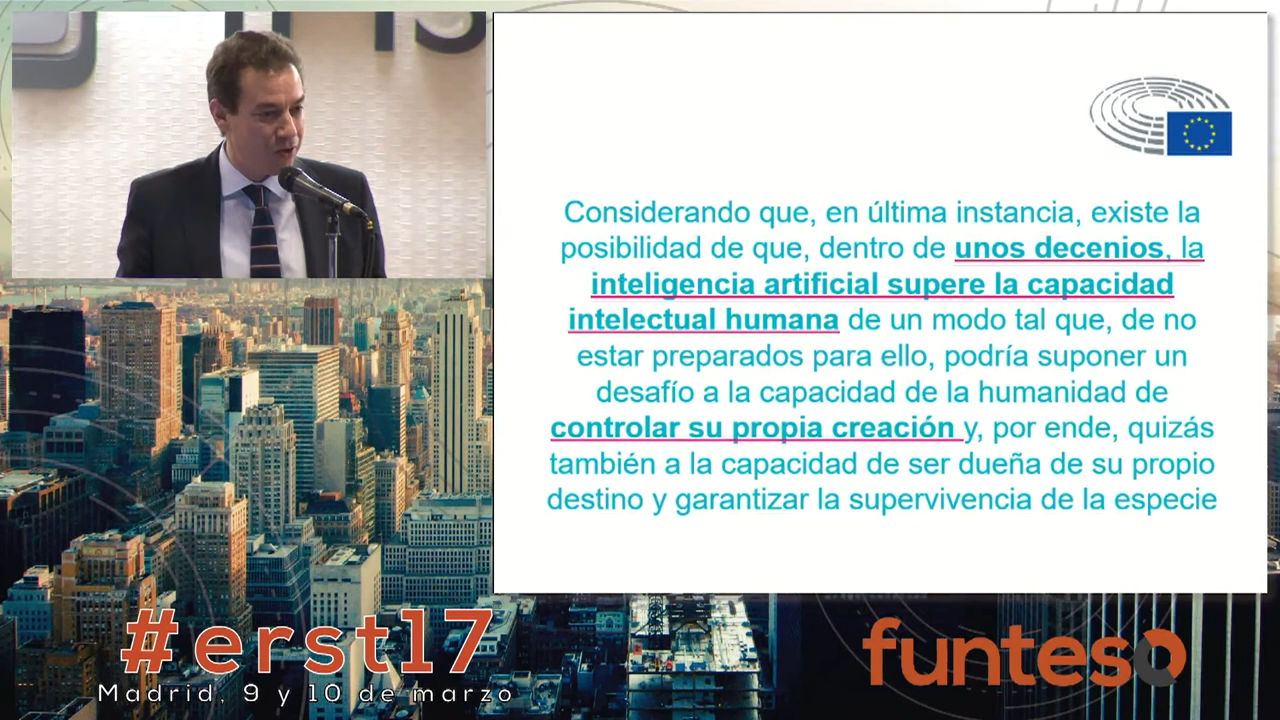 Considerando que, en última instancia, existe la
posibilidad de que, dentro de unos decenios, la
inteligencia artificial supere la capacidad
intelectual humana de un modo tal que, de no
estar preparados para ello, podría suponer un
desafío a la capacidad de la humanidad de
controlar su propia creación y, por ende, quizás
también a la capacidad de ser dueña de su propio
destino y garantizar la supervivencia de la especie
#erst17
Madrid, 9 y 10 de marzo
funteso